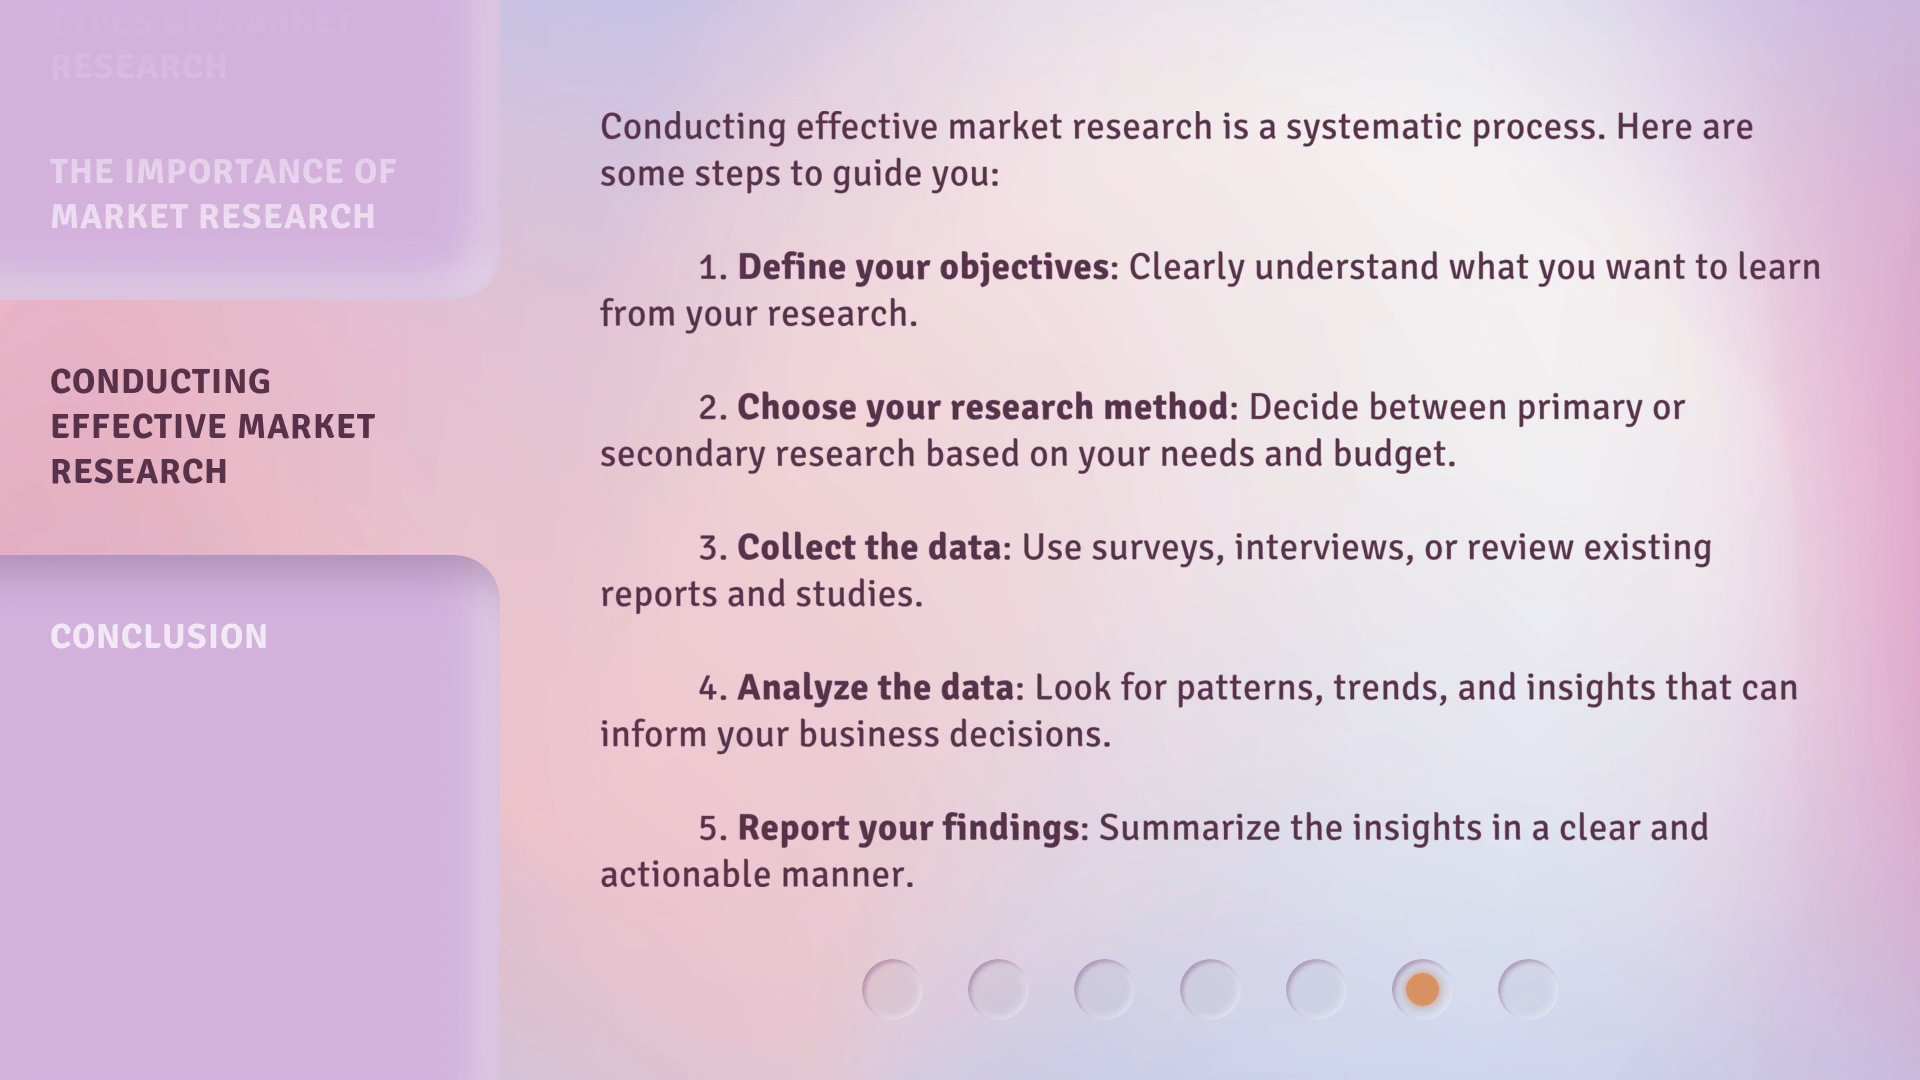 TYPES OF MARKET
RESEARCH
THE IMPORTANCE OF
MARKET RESEARCH
CONDUCTING
EFFECTIVE MARKET
RESEARCH
CONCLUSION
Conducting effective market research is a systematic process. Here are
some steps to guide you:
1. Define your objectives: Clearly understand what you want to learn
from your research.
2. Choose your research method: Decide between primary or
secondary research based on your needs and budget.
3. Collect the data: Use surveys, interviews, or review existing
reports and studies.
4. Analyze the data: Look for patterns, trends, and insights that can
inform your business decisions.
5. Report your findings: Summarize the insights in a clear and
actionable manner.